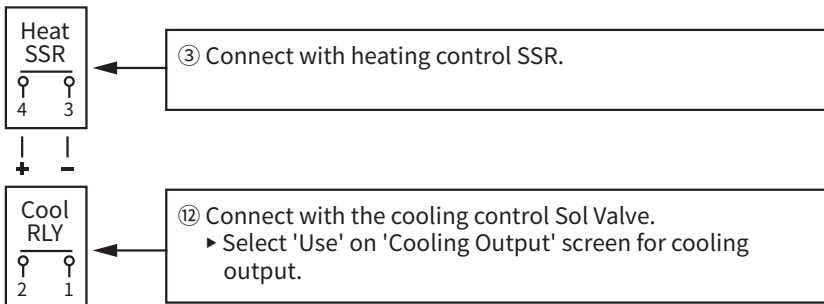 Heat
SSR
4 3
③ Connect with heating control SSR.
+ −
Cool
RLY
2 1
⑫ Connect with the cooling control Sol Valve.
▸ Select 'Use' on 'Cooling Output' screen for cooling
output.